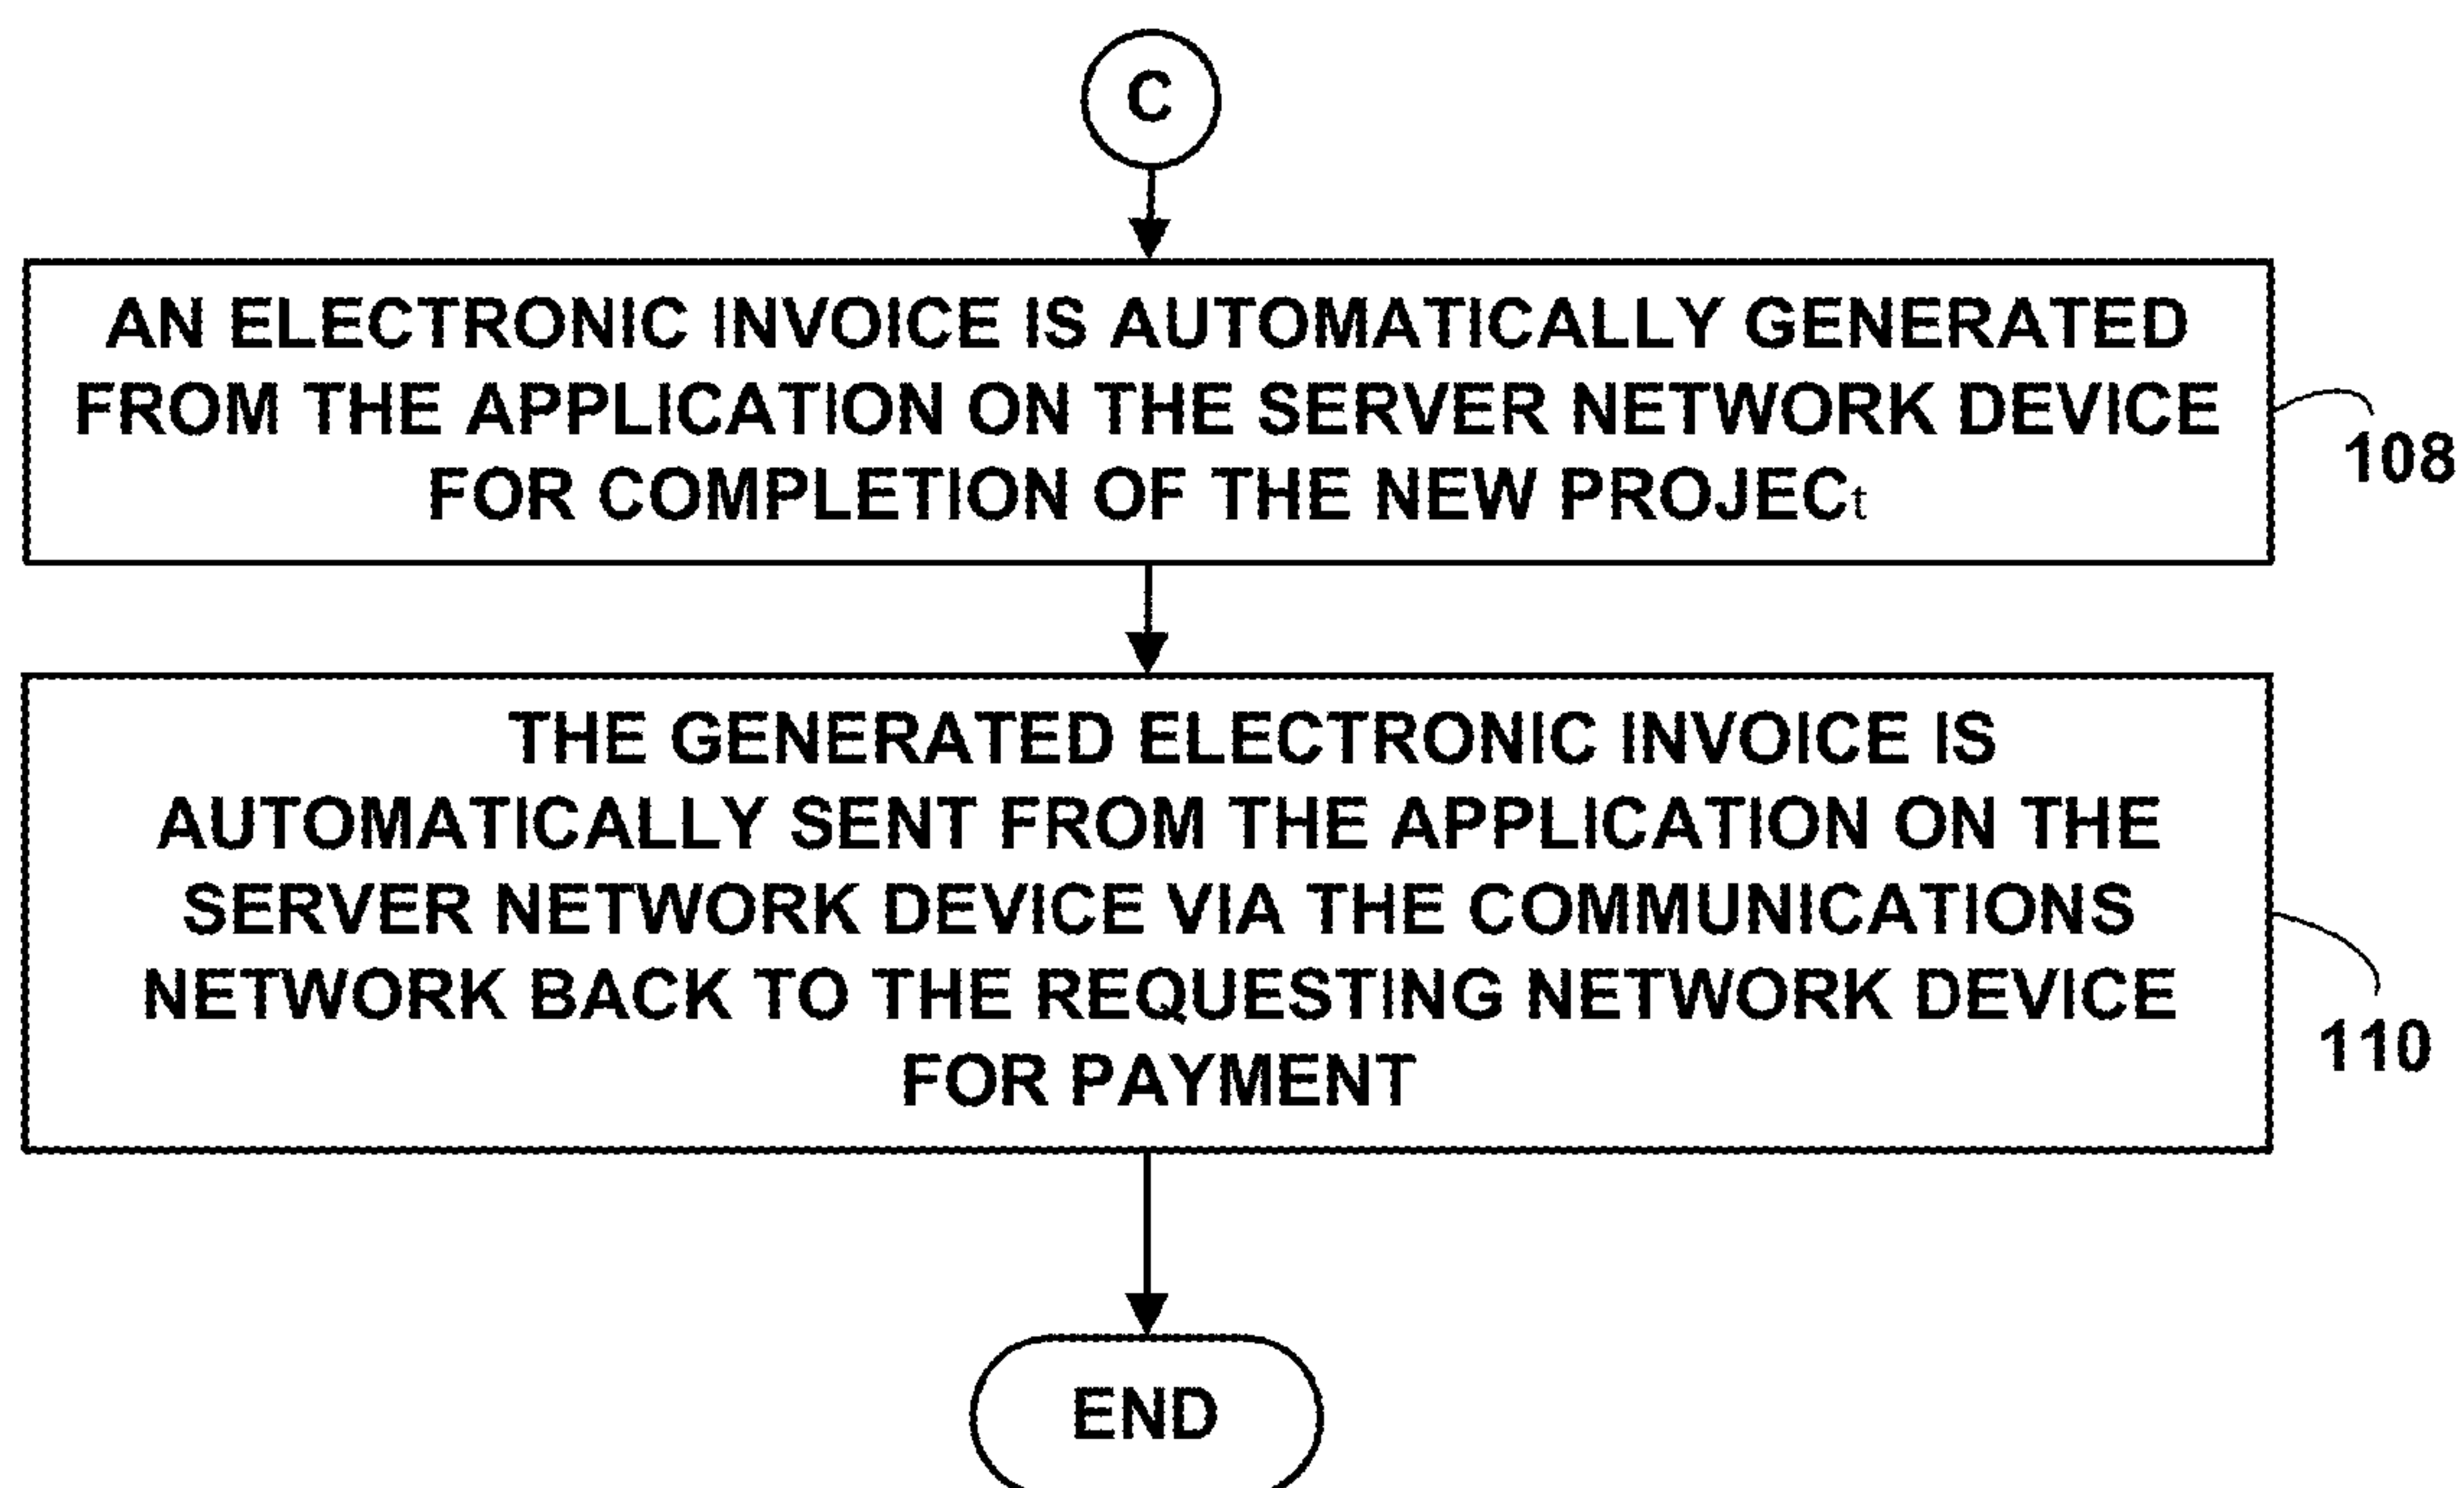 C
AN ELECTRONIC INVOICE IS AUTOMATICALLY GENERATED
FROM THE APPLICATION ON THE SERVER NETWORK DEVICE
FOR COMPLETION OF THE NEW PROJECt
108
THE GENERATED ELECTRONIC INVOICE IS
AUTOMATICALLY SENT FROM THE APPLICATION ON THE
SERVER NETWORK DEVICE VIA THE COMMUNICATIONS
NETWORK BACK TO THE REQUESTING NETWORK DEVICE
FOR PAYMENT
110
END